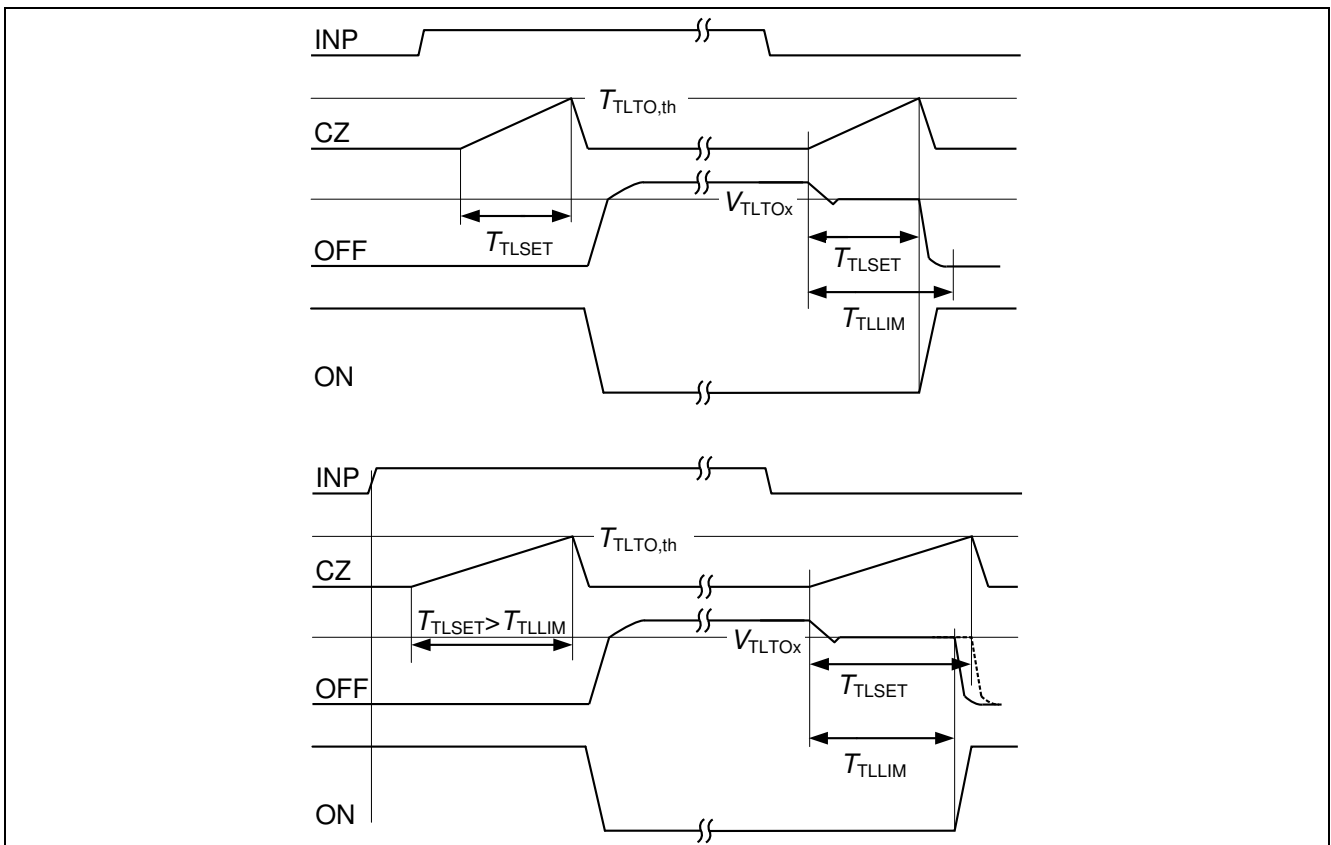 INP
T_TLTO,th
CZ
V_TLTOx
T_TLSET
T_TLSET
OFF
T_TLLIM
ON
INP
T_TLTO,th
CZ
T_TLSET> T_TLLIM
V_TLTOx
T_TLSET
OFF
T_TLLIM
ON